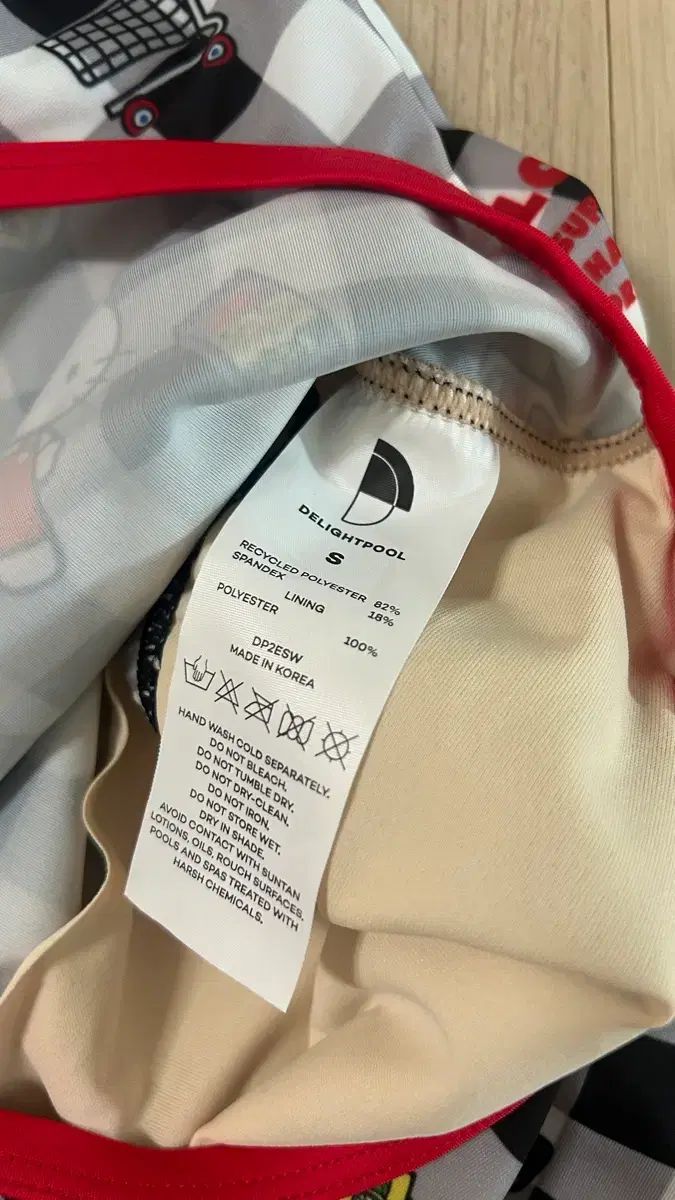 DELIGHTPOOL
S
RECYCLED POLYESTER 82%
SPANDEX 18%
LINING
POLYESTER 100%
DP2ESW
MADE IN KOREA
HAND WASH COLD SEPARATELY.
DO NOT BLEACH.
DO NOT TUMBLE DRY.
DO NOT DRY-CLEAN.
DO NOT IRON.
DO NOT STORE WET.
DRY IN SHADE.
AVOID CONTACT WITH SUNTAN
LOTIONS, OILS, ROUCH SURFACES,
POOLS AND SPAS TREATED WITH
HARSH CHEMICALS.